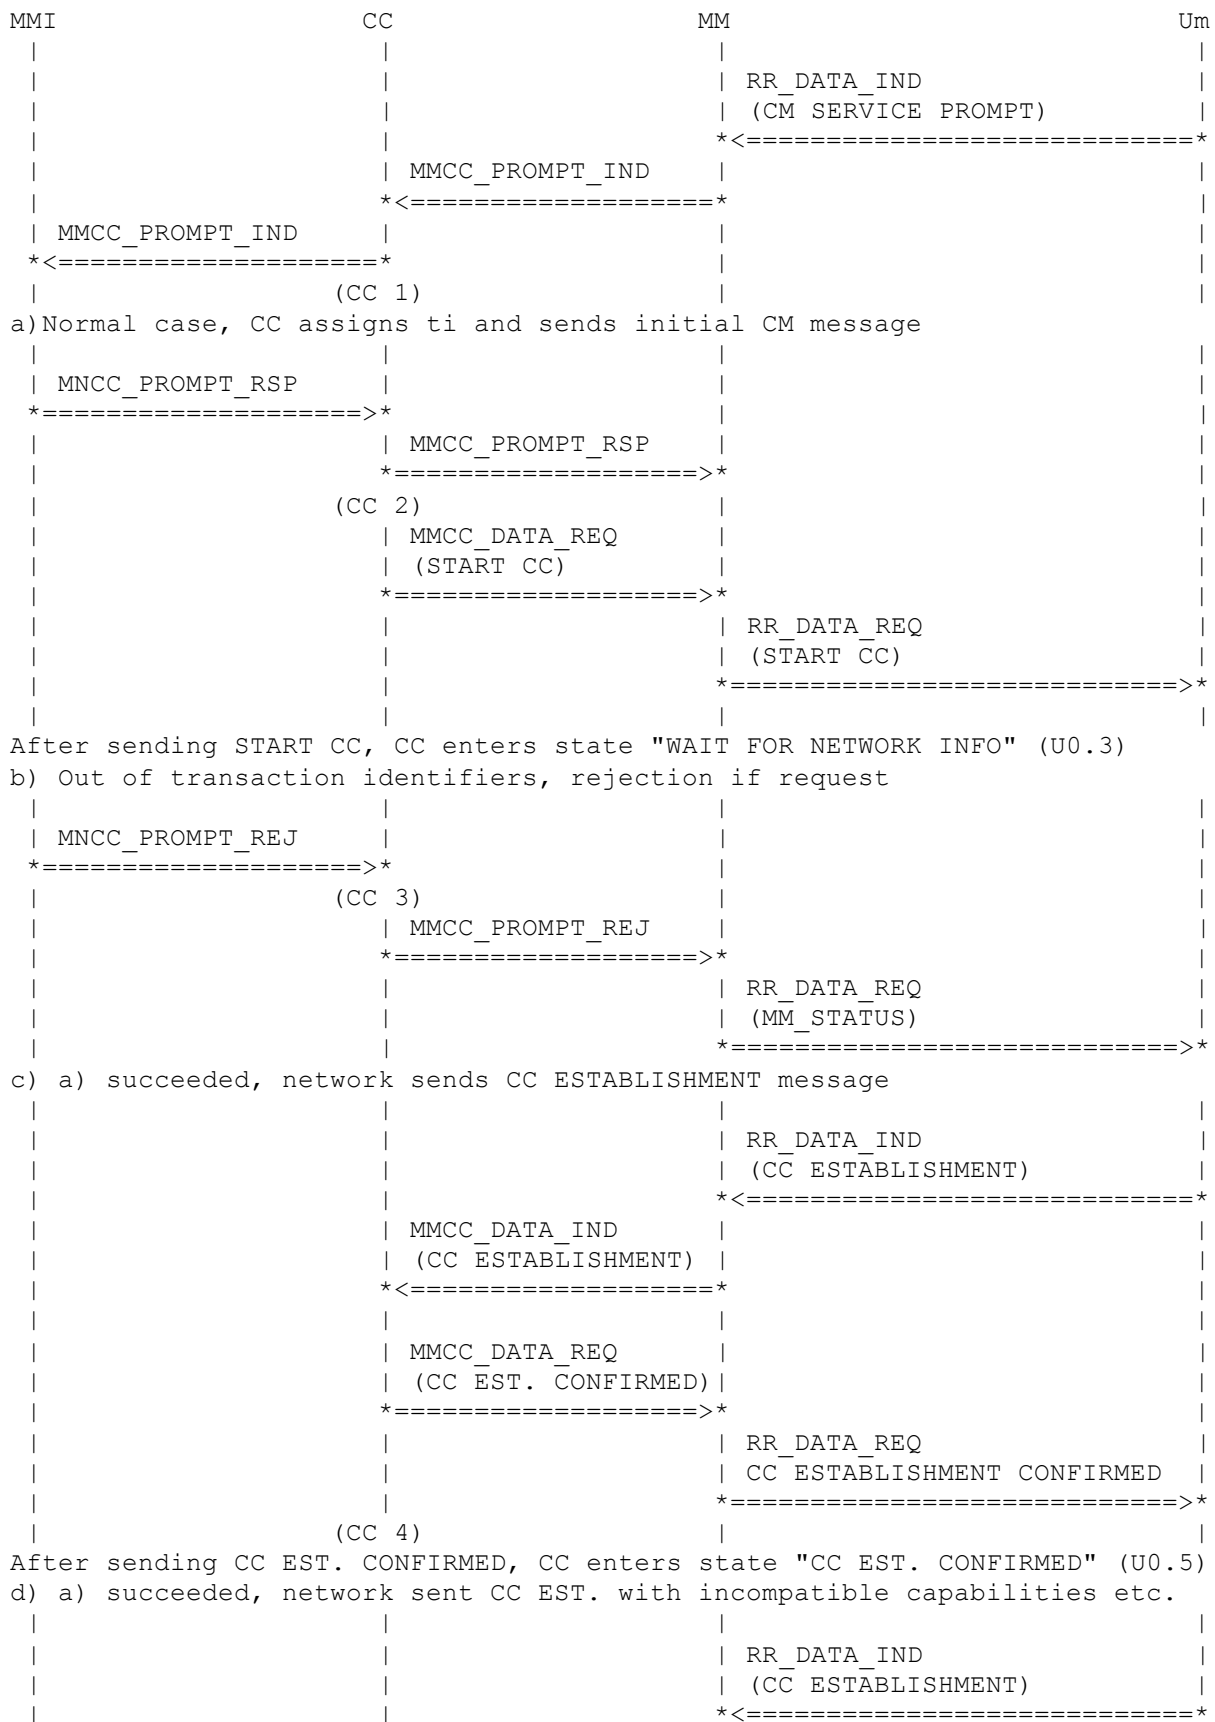 MMI CC MM Um
RR_DATA_IND
(CM SERVICE PROMPT)
MMCC_PROMPT_IND
MMCC_PROMPT_IND
(CC 1)
a)Normal case, CC assigns ti and sends initial CM message
MNCC_PROMPT_RSP
MMCC_PROMPT_RSP
(CC 2)
MMCC_DATA_REQ
(START CC)
RR_DATA_REQ
(START CC)
After sending START CC, CC enters state "WAIT FOR NETWORK INFO" (U0.3)
b) Out of transaction identifiers, rejection if request
MNCC_PROMPT_REJ
(CC 3)
MMCC_PROMPT_REJ
RR_DATA_REQ
(MM_STATUS)
c) a) succeeded, network sends CC ESTABLISHMENT message
RR_DATA_IND
(CC ESTABLISHMENT)
MMCC_DATA_IND
(CC ESTABLISHMENT)
MMCC_DATA_REQ
(CC EST. CONFIRMED)
RR_DATA_REQ
CC ESTABLISHMENT CONFIRMED
(CC 4)
After sending CC EST. CONFIRMED, CC enters state "CC EST. CONFIRMED" (U0.5)
d) a) succeeded, network sent CC EST. with incompatible capabilities etc.
RR_DATA_IND
(CC ESTABLISHMENT)